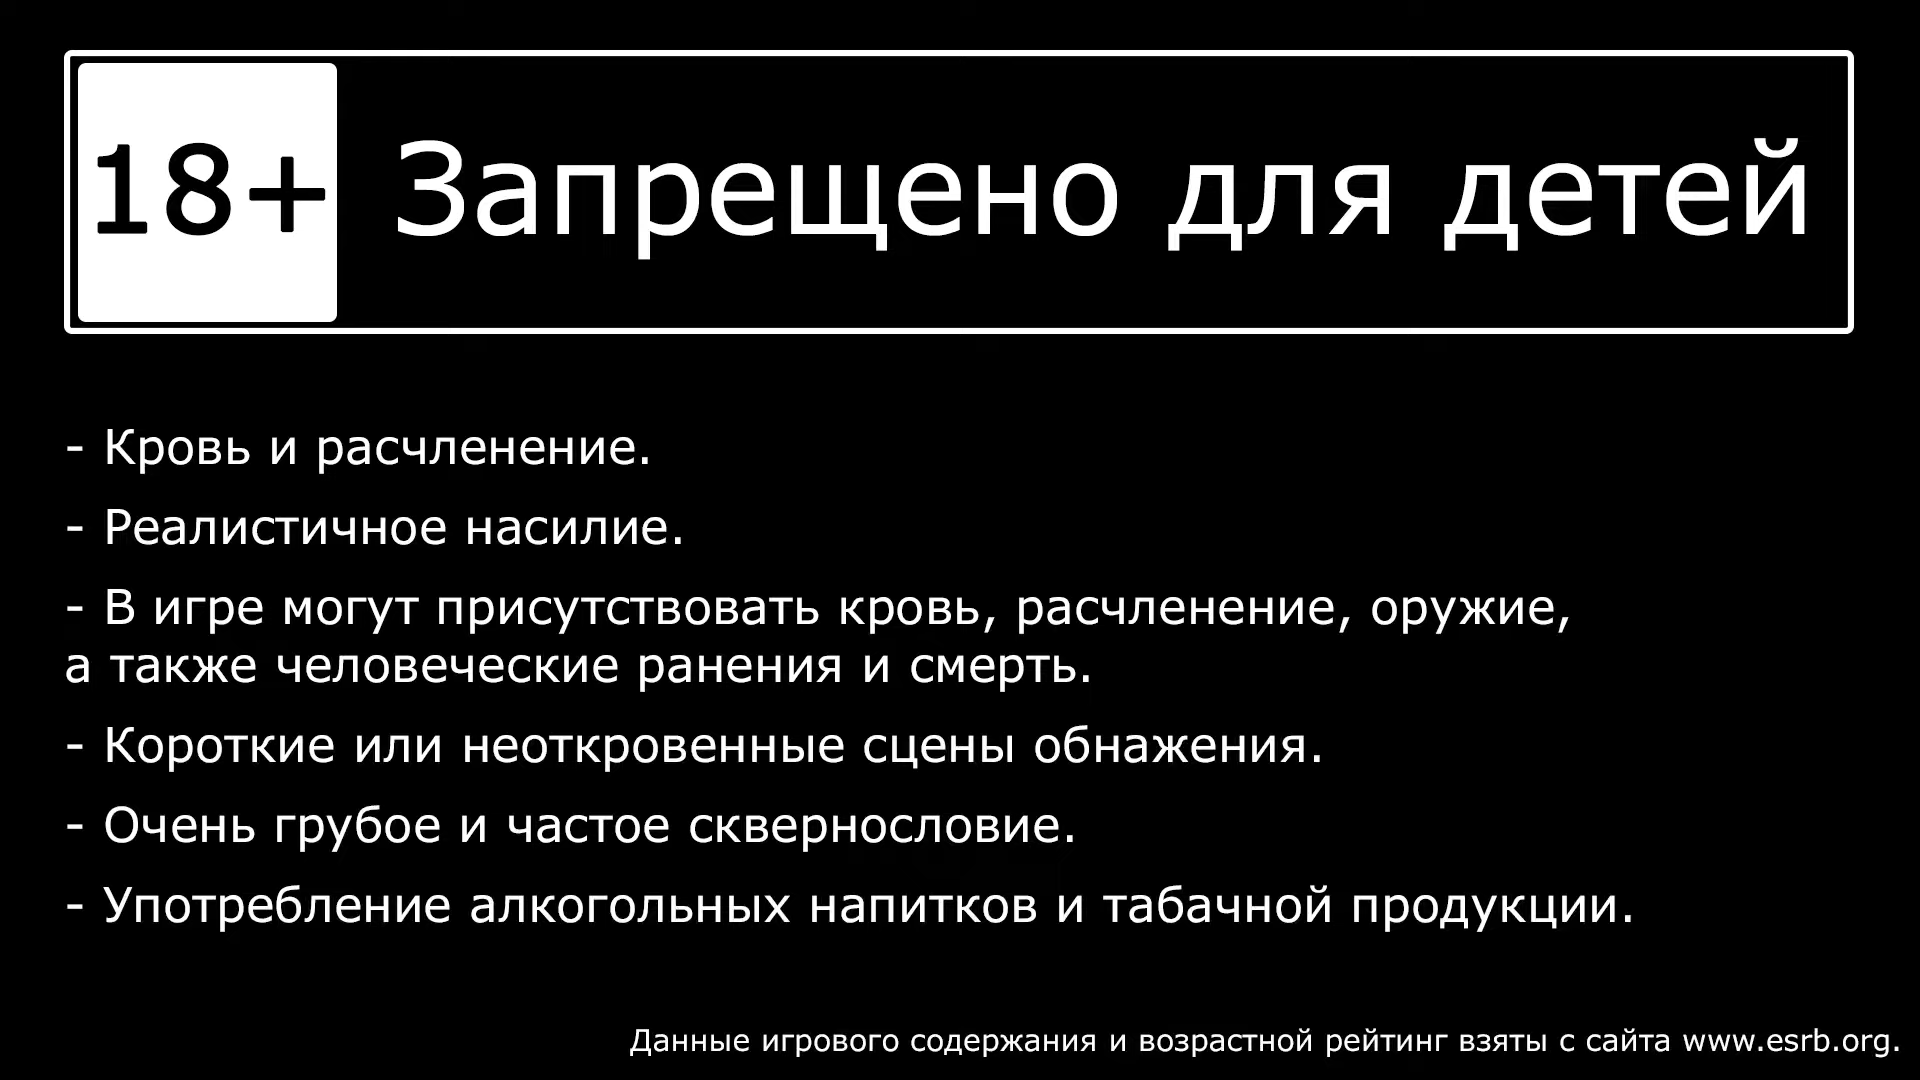 18+ Запрещено для детей
- Кровь и расчленение.
- Реалистичное насилие.
- В игре могут присутствовать кровь, расчленение, оружие,
а также человеческие ранения и смерть.
- Короткие или неоткровенные сцены обнажения.
- Очень грубое и частое сквернословие.
- Употребление алкогольных напитков и табачной продукции.
Данные игрового содержания и возрастной рейтинг взяты с сайта www.esrb.org.